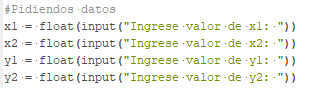 #Pidiendos datos
x1 = float(input("Ingrese valor de x1: "))
x2 = float(input("Ingrese valor de x2: "))
y1 = float(input("Ingrese valor de y1: "))
y2 = float(input("Ingrese valor de y2: "))